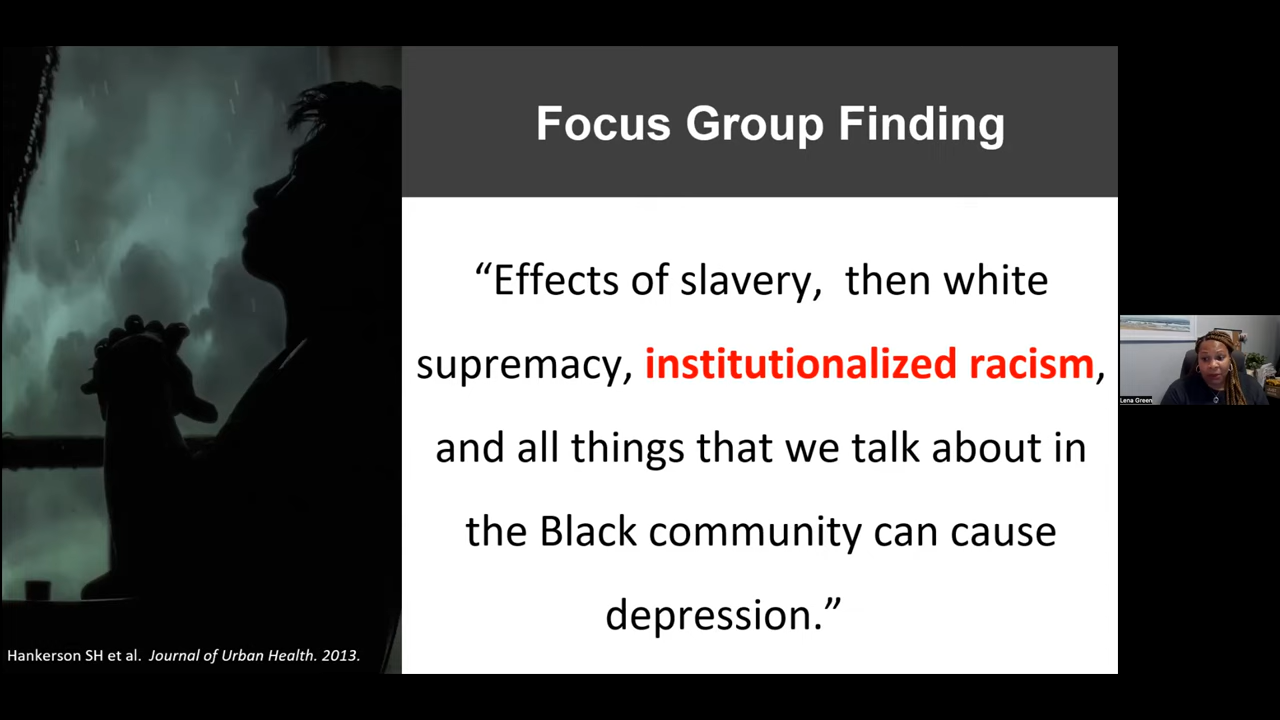 Focus Group Finding
“Effects of slavery,  then white
supremacy, institutionalized racism,
and all things that we talk about in
the Black community can cause
depression.”
Hankerson SH et al.  Journal of Urban Health. 2013.
Lena Green